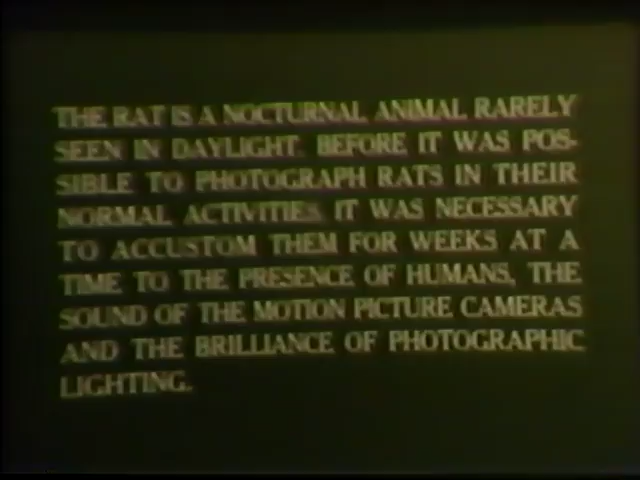 THE RAT IS A NOCTURNAL ANIMAL RARELY
SEEN IN DAYLIGHT. BEFORE IT WAS POS-
SIBLE TO PHOTOGRAPH RATS IN THEIR
NORMAL ACTIVITIES, IT WAS NECESSARY
TO ACCUSTOM THEM FOR WEEKS AT A
TIME TO THE PRESENCE OF HUMANS, THE
SOUND OF THE MOTION PICTURE CAMERAS
AND THE BRILLIANCE OF PHOTOGRAPHIC
LIGHTING.